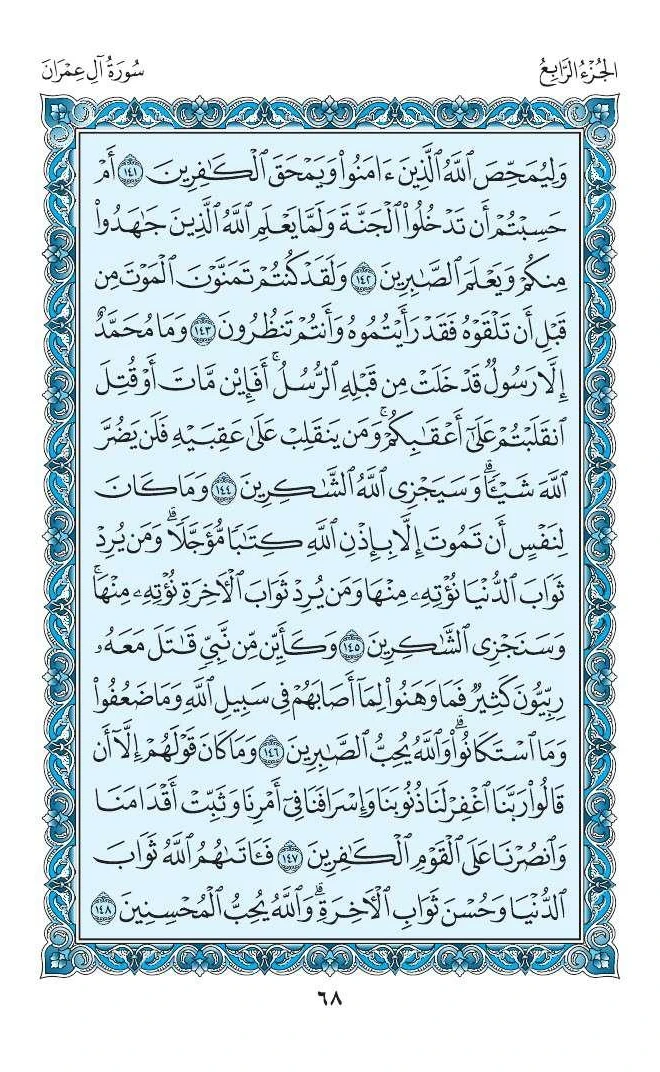 الجُزْءُ الرَّابِعُ
سُورَةُ آلِ عِمْرَانَ
وَلِيُمَحِّصَ ٱللَّهُ ٱلَّذِينَ ءَامَنُوا۟ وَيَمْحَقَ ٱلْكَـٰفِرِينَ ١٤١ أَمْ
حَسِبْتُمْ أَن تَدْخُلُوا۟ ٱلْجَنَّةَ وَلَمَّا يَعْلَمِ ٱللَّهُ ٱلَّذِينَ جَـٰهَدُوا۟
مِنكُمْ وَيَعْلَمَ ٱلصَّـٰبِرِينَ ١٤٢ وَلَقَدْ كُنتُمْ تَمَنَّوْنَ ٱلْمَوْتَ مِن
قَبْلِ أَن تَلْقَوْهُ فَقَدْ رَأَيْتُمُوهُ وَأَنتُمْ تَنظُرُونَ ١٤٣ وَمَا مُحَمَّدٌ
إِلَّا رَسُولٌ قَدْ خَلَتْ مِن قَبْلِهِ ٱلرُّسُلُ ۚ أَفَإِي۟ن مَّاتَ أَوْ قُتِلَ
ٱنقَلَبْتُمْ عَلَىٰٓ أَعْقَـٰبِكُمْ ۚ وَمَن يَنقَلِبْ عَلَىٰ عَقِبَيْهِ فَلَن يَضُرَّ
ٱللَّهَ شَيْـًٔا ۗ وَسَيَجْزِى ٱللَّهُ ٱلشَّـٰكِرِينَ ١٤٤ وَمَا كَانَ
لِنَفْسٍ أَن تَمُوتَ إِلَّا بِإِذْنِ ٱللَّهِ كِتَـٰبًا مُّؤَجَّلًا ۗ وَمَن يُرِدْ
ثَوَابَ ٱلدُّنْيَا نُؤْتِهِۦ مِنْهَا وَمَن يُرِدْ ثَوَابَ ٱلْـَٔاخِرَةِ نُؤْتِهِۦ مِنْهَا ۚ
وَسَنَجْزِى ٱلشَّـٰكِرِينَ ١٤٥ وَكَأَيِّن مِّن نَّبِىٍّ قَـٰتَلَ مَعَهُۥ
رِبِّيُّونَ كَثِيرٌ فَمَا وَهَنُوا۟ لِمَآ أَصَابَهُمْ فِى سَبِيلِ ٱللَّهِ وَمَا ضَعُفُوا۟
وَمَا ٱسْتَكَانُوا۟ ۗ وَٱللَّهُ يُحِبُّ ٱلصَّـٰبِرِينَ ١٤٦ وَمَا كَانَ قَوْلَهُمْ إِلَّآ أَن
قَالُوا۟ رَبَّنَا ٱغْفِرْ لَنَا ذُنُوبَنَا وَإِسْرَافَنَا فِىٓ أَمْرِنَا وَثَبِّتْ أَقْدَامَنَا
وَٱنصُرْنَا عَلَى ٱلْقَوْمِ ٱلْكَـٰفِرِينَ ١٤٧ فَـَٔاتَىٰهُمُ ٱللَّهُ ثَوَابَ
ٱلدُّنْيَا وَحُسْنَ ثَوَابِ ٱلْـَٔاخِرَةِ ۗ وَٱللَّهُ يُحِبُّ ٱلْمُحْسِنِينَ ١٤٨
٦٨